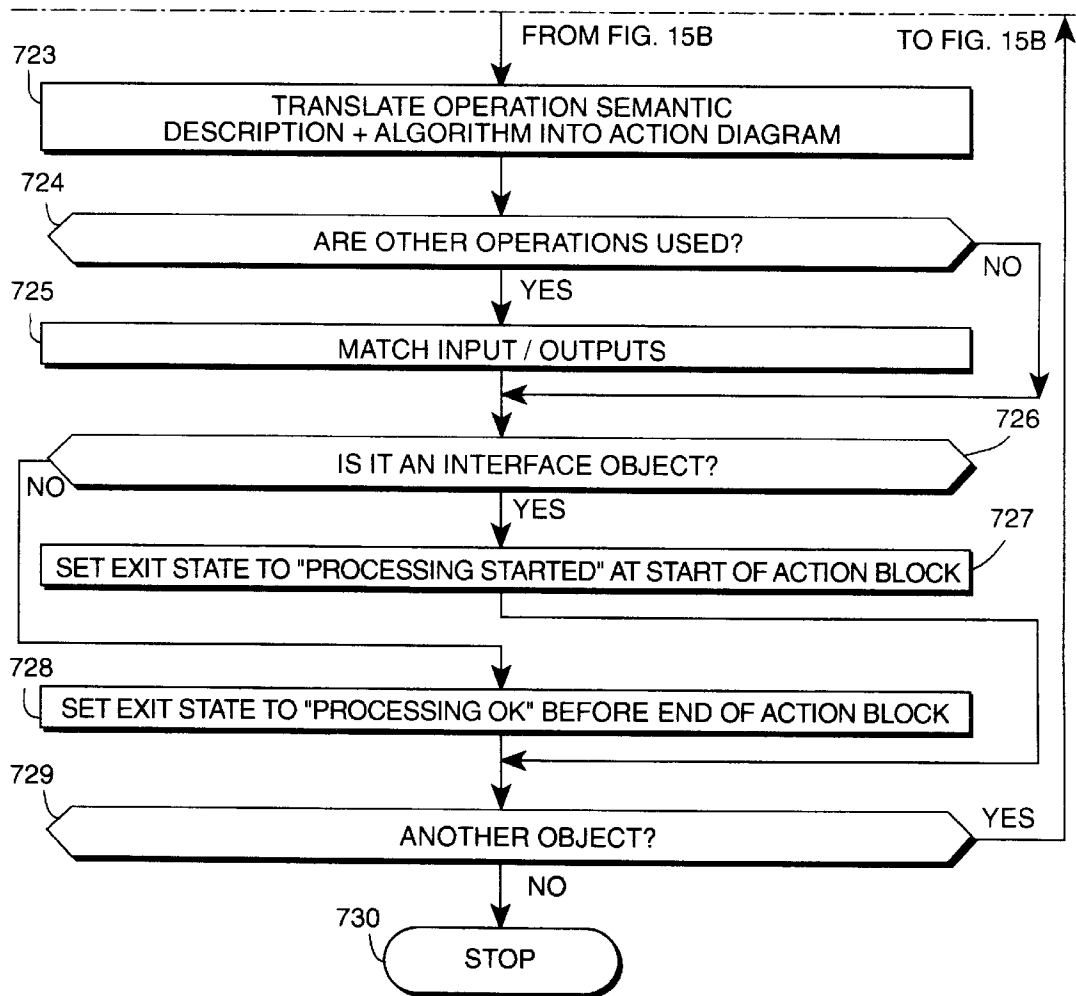 FROM FIG. 15B
TO FIG. 15B
723
TRANSLATE OPERATION SEMANTIC
DESCRIPTION + ALGORITHM INTO ACTION DIAGRAM
724
ARE OTHER OPERATIONS USED?
NO
YES
725
MATCH INPUT / OUTPUTS
726
IS IT AN INTERFACE OBJECT?
NO
YES
727
SET EXIT STATE TO "PROCESSING STARTED" AT START OF ACTION BLOCK
728
SET EXIT STATE TO "PROCESSING OK" BEFORE END OF ACTION BLOCK
729
ANOTHER OBJECT?
YES
NO
730
STOP